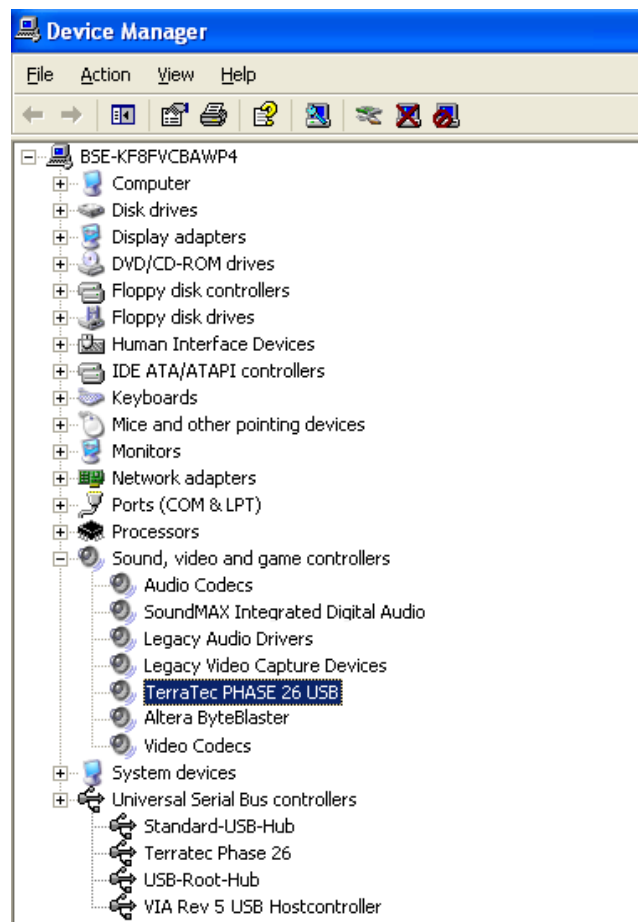 Device Manager
File Action View Help
BSE-KF8FVCBAWP4
Computer
Disk drives
Display adapters
DVD/CD-ROM drives
Floppy disk controllers
Floppy disk drives
Human Interface Devices
IDE ATA/ATAPI controllers
Keyboards
Mice and other pointing devices
Monitors
Network adapters
Ports (COM & LPT)
Processors
Sound, video and game controllers
Audio Codecs
SoundMAX Integrated Digital Audio
Legacy Audio Drivers
Legacy Video Capture Devices
TerraTec PHASE 26 USB
Altera ByteBlaster
Video Codecs
System devices
Universal Serial Bus controllers
Standard-USB-Hub
Terratec Phase 26
USB-Root-Hub
VIA Rev 5 USB Hostcontroller